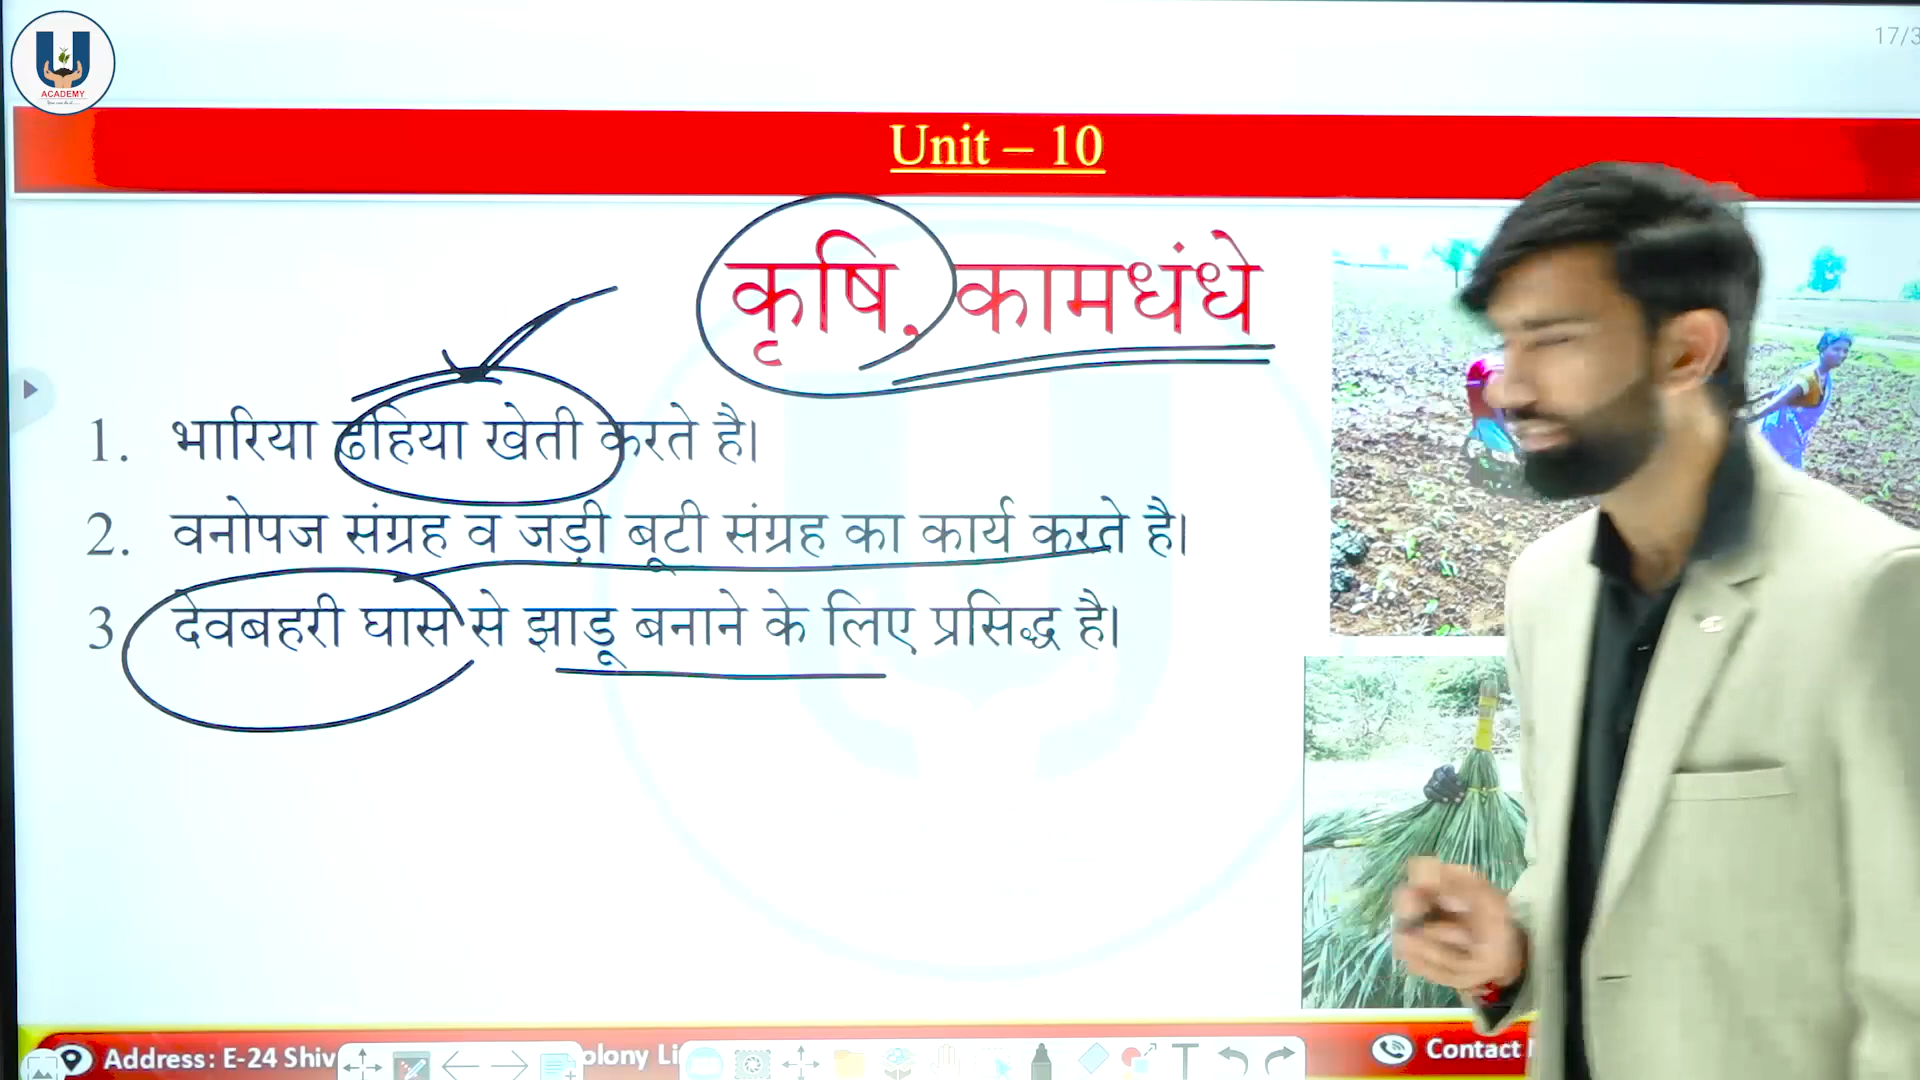 U
ACADEMY
17/3
Unit – 10
कृषि, कामधंधे
1. भारिया ढहिया खेती करते है।
2. वनोपज संग्रह व जड़ी बूटी संग्रह का कार्य करते है।
3 देवबहरी घास से झाडू बनाने के लिए प्रसिद्ध है।
Address: E-24 Shiv olony Li Contact